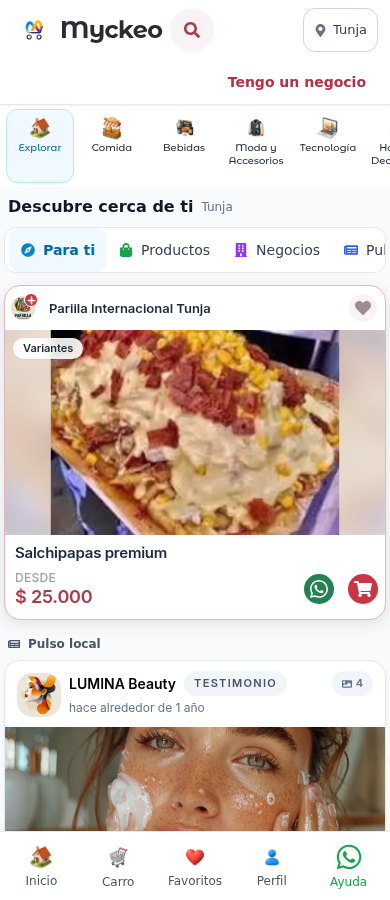 Myckeo
Tunja
Tengo un negocio
Explorar
Comida
Bebidas
Moda y
Accesorios
Tecnología
Descubre cerca de ti Tunja
Para ti
Productos
Negocios
Parilla Internacional Tunja
Variantes
Salchipapas premium
DESDE
$ 25.000
Pulso local
LUMINA Beauty TESTIMONIO 4
hace alrededor de 1 año
Inicio
Carro
Favoritos
Perfil
Ayuda